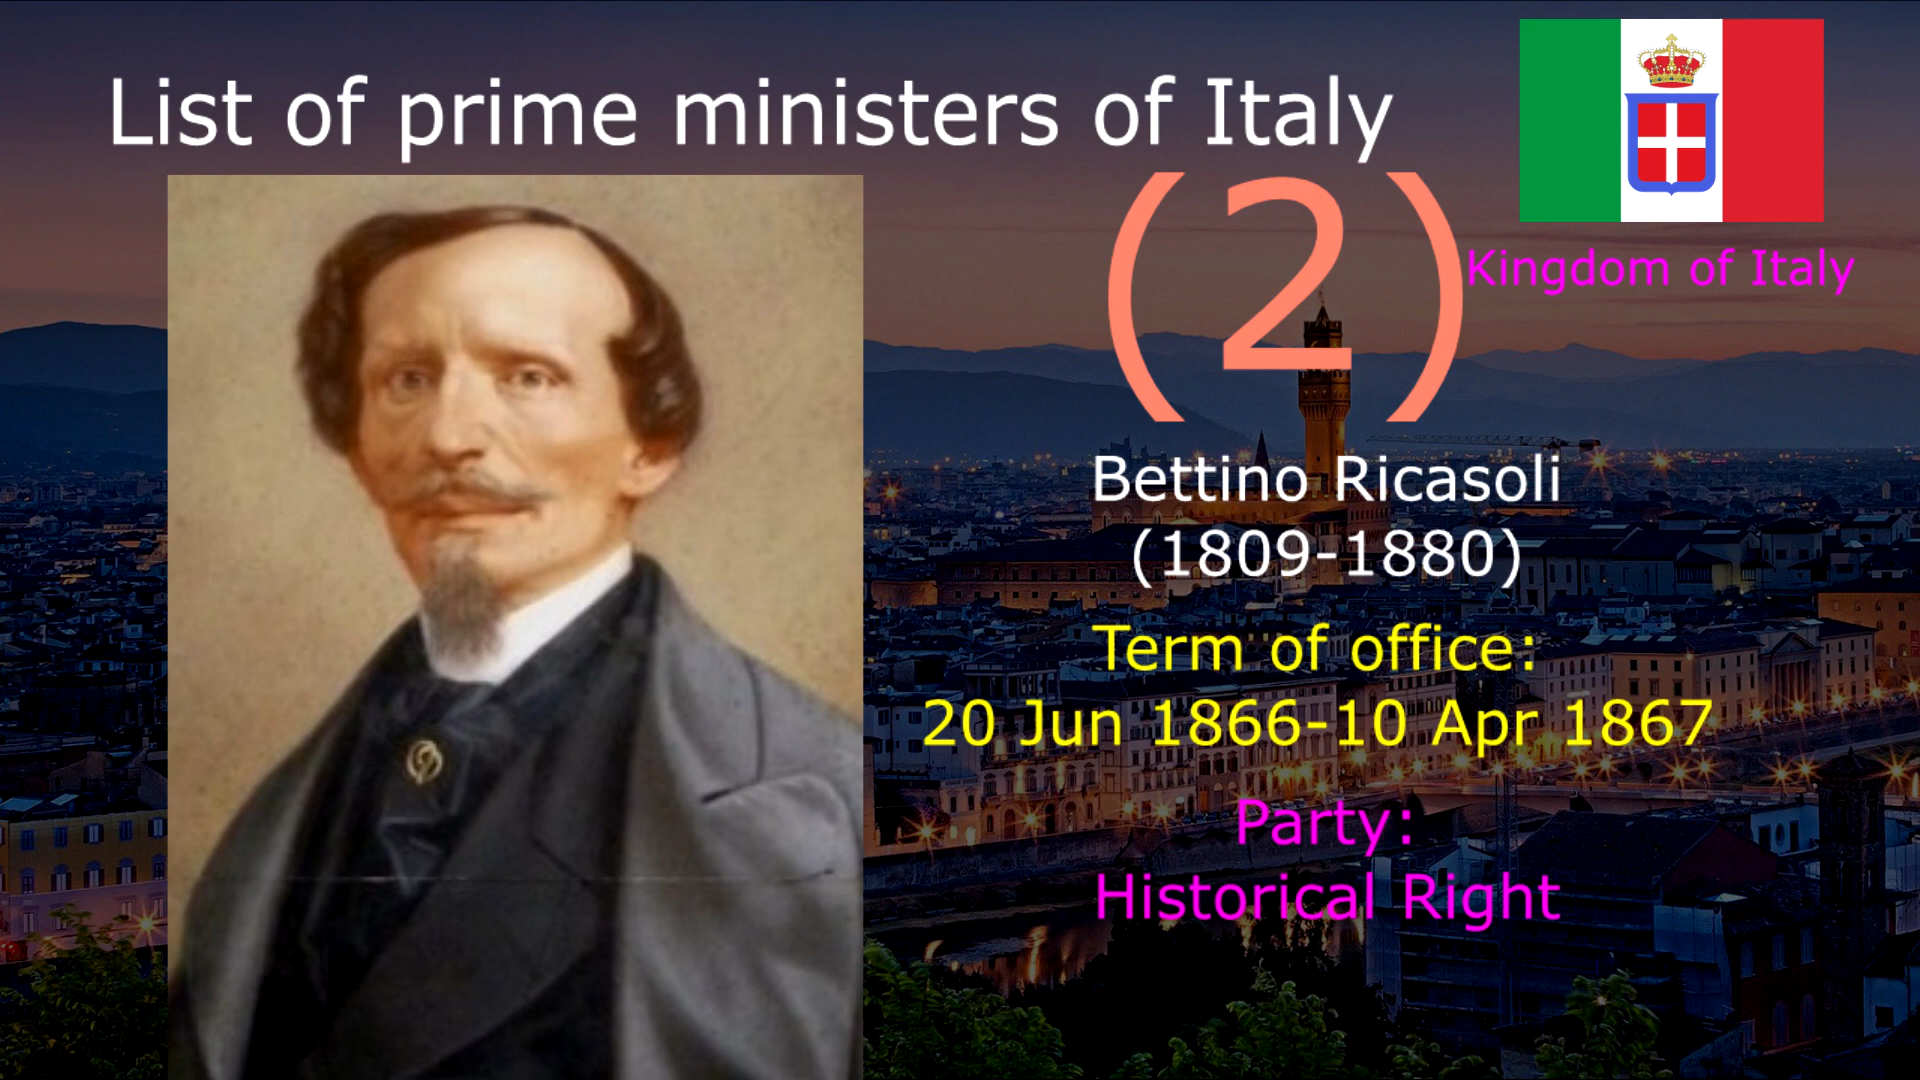 List of prime ministers of Italy
(2)
Kingdom of Italy
Bettino Ricasoli
(1809-1880)
Term of office:
20 Jun 1866-10 Apr 1867
Party:
Historical Right